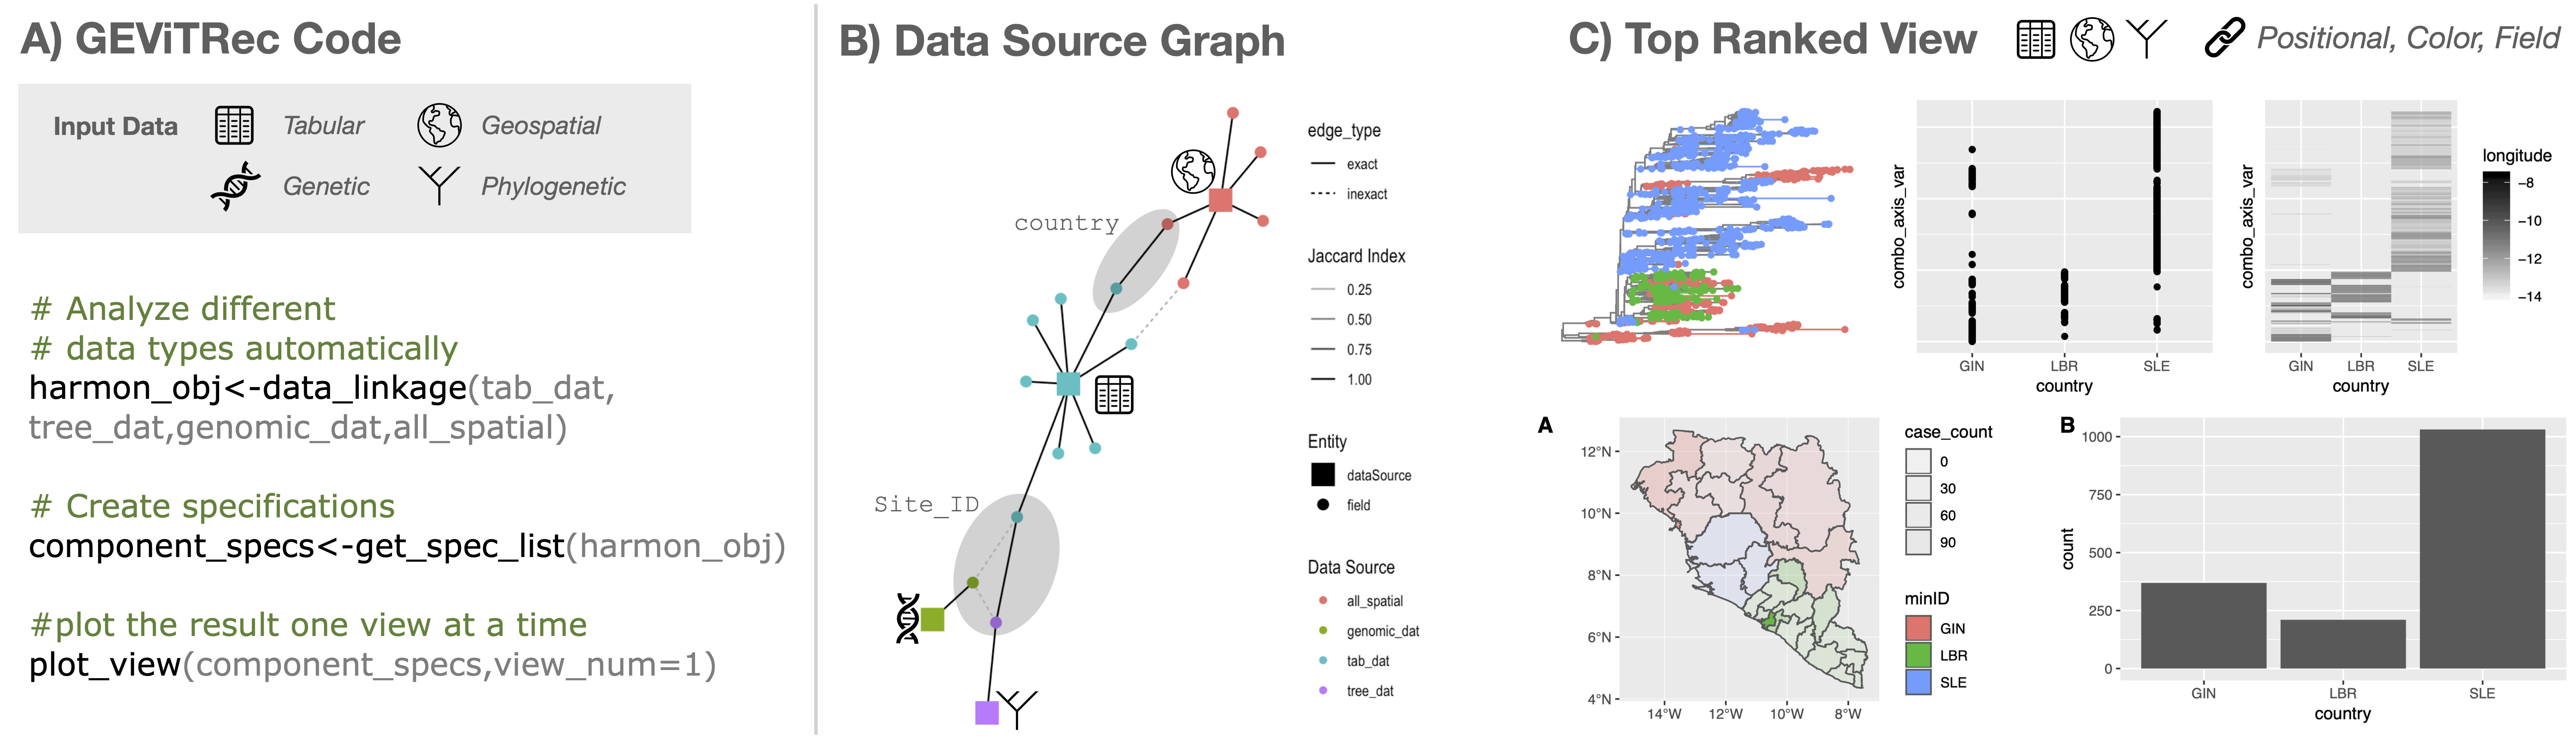 A) GEViTRec Code
Input Data
Tabular
Geospatial
Genetic
Phylogenetic
# Analyze different
# data types automatically
harmon_obj<-data_linkage(tab_dat,
tree_dat,genomic_dat,all_spatial)
# Create specifications
component_specs<-get_spec_list(harmon_obj)
#plot the result one view at a time
plot_view(component_specs,view_num=1)
B) Data Source Graph
country
Site_ID
edge_type
exact
inexact
Jaccard Index
0.25
0.50
0.75
1.00
Entity
dataSource
field
Data Source
all_spatial
genomic_dat
tab_dat
tree_dat
C) Top Ranked View
Positional, Color, Field
combo_axis_var
GIN LBR SLE
country
combo_axis_var
GIN LBR SLE
country
longitude
-8
-10
-12
-14
A
12°N
10°N
8°N
6°N
4°N
14°W 12°W 10°W 8°W
case_count
0
30
60
90
minID
GIN
LBR
SLE
B
count
1000
750
500
250
0
GIN LBR SLE
country